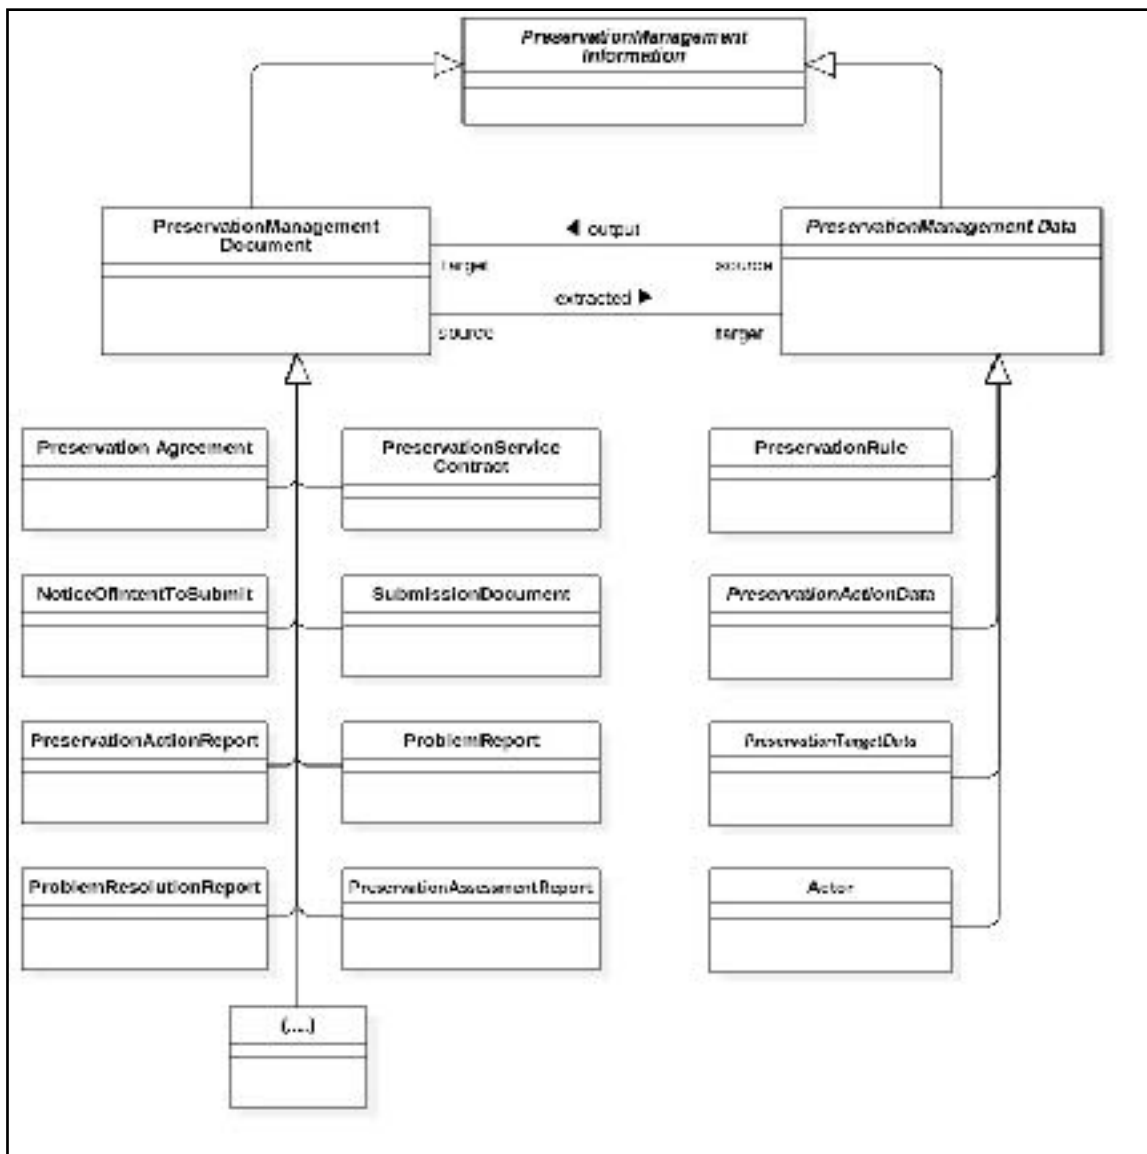 PreservationManagement
Information
PreservationManagement
Document
◀ output
PreservationManagement Data
target
source
extracted ▶
source
target
Preservation Agreement
PreservationService
Contract
PreservationRule
NoticeOfIntentToSubmit
SubmissionDocument
PreservationActionData
PreservationActionReport
ProblemReport
PreservationTargetData
ProblemResolutionReport
PreservationAssessmentReport
Actor
(....)